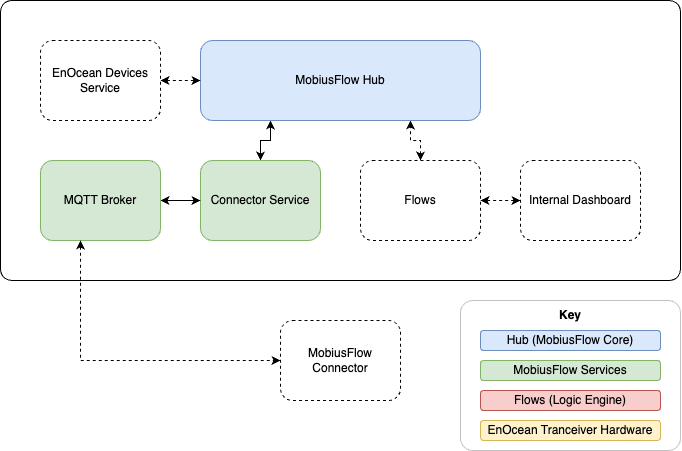 EnOcean Devices
Service
MobiusFlow Hub
MQTT Broker
Connector Service
Flows
Internal Dashboard
MobiusFlow
Connector
Key
Hub (MobiusFlow Core)
MobiusFlow Services
Flows (Logic Engine)
EnOcean Tranceiver Hardware